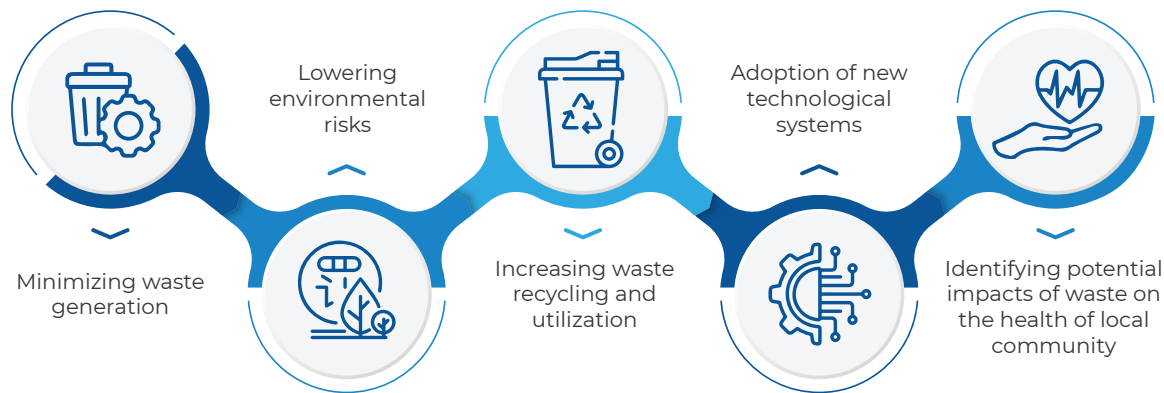 Minimizing waste
generation
Lowering
environmental
risks
Increasing waste
recycling and
utilization
Adoption of new
technological
systems
Identifying potential
impacts of waste on
the health of local
community